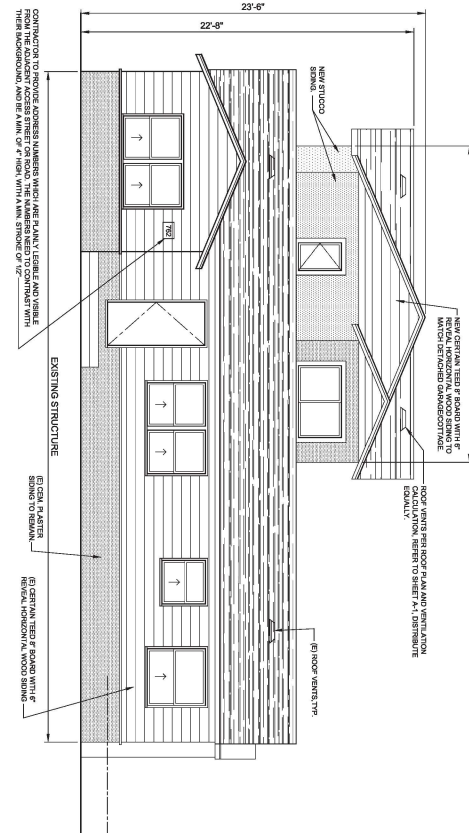 23'-6"
22'-8"
NEW STUCCO
SIDING.
NEW CERTAIN TEED 8" BOARD WITH 6"
REVEAL HORIZONTAL WOOD SIDING TO
MATCH DETACHED GARAGE/COTTAGE
ROOF VENTS PER ROOF PLAN AND VENTILATION
CALCULATION, REFER TO SHEET A-1, DISTRIBUTE
EQUALLY.
(E) ROOF VENTS, TYP.
762
CONTRACTOR TO PROVIDE ADDRESS NUMBERS WHICH ARE PLAINLY LEGIBLE AND VISIBLE
FROM THE ADJACENT ACCESS STREET OR ROAD. THE NUMBERS NEED TO CONTRAST WITH
THEIR BACKGROUND, AND BE A MIN. OF 4" HIGH, WITH A MIN. STROKE OF 1/2"
EXISTING STRUCTURE
(E) CEM. PLASTER
SIDING TO REMAIN.
(E) CERTAIN TEED 8" BOARD WITH 6"
REVEAL HORIZONTAL WOOD SIDING